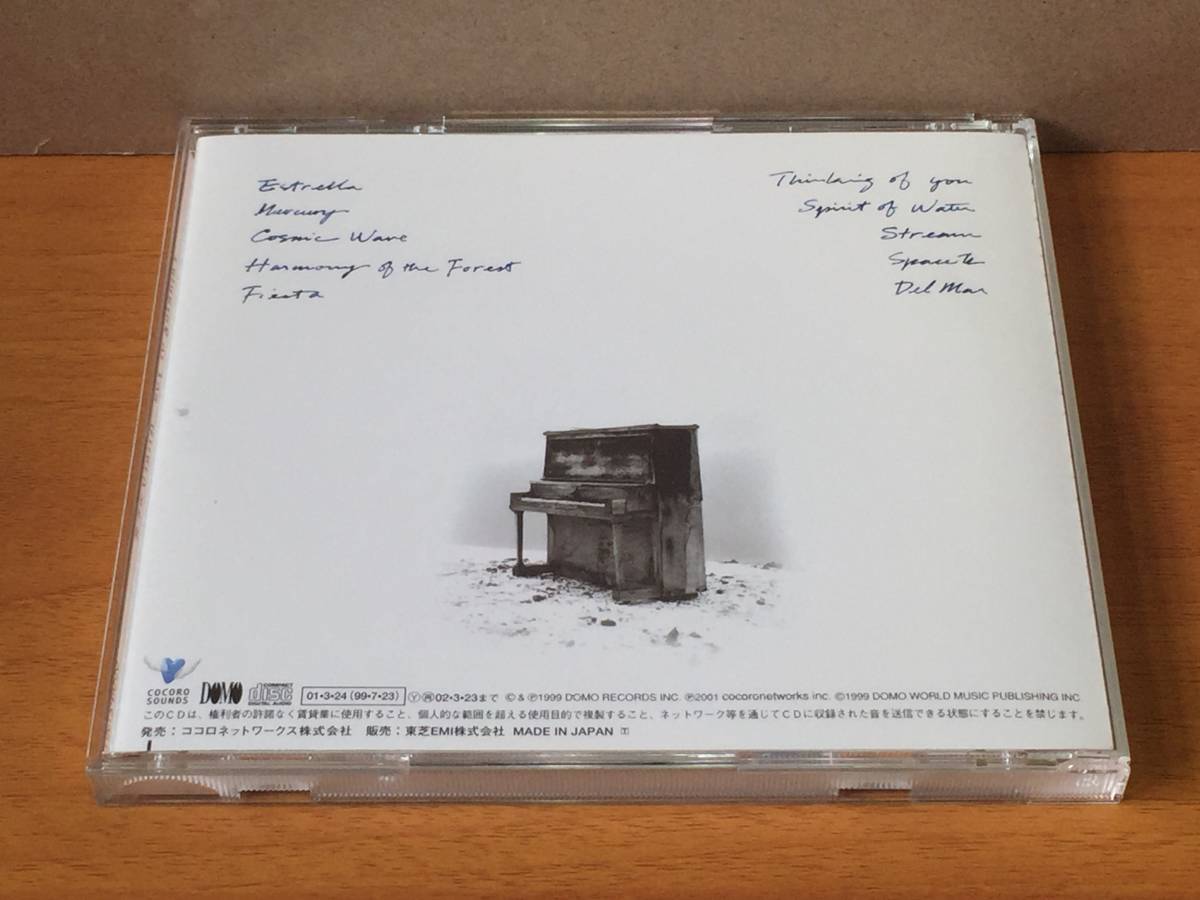 Estrella
Mercury
Cosmic Wave
Harmony of the Forest
Fiesta
Thinking of you
Spirit of Water
Stream
Space
Del Mar
COCORO
SOUNDS
DOMO
COMPACT
disc
DIGITAL AUDIO
01・3・24 (99・7・23)
Ⓨ 再 02・3・23まで © & ℗1999 DOMO RECORDS INC. ℗2001 cocoronetworks inc. ©1999 DOMO WORLD MUSIC PUBLISHING INC
このCDは、権利者の許諾なく賃貸業に使用すること、個人的な範囲を超える使用目的で複製すること、ネットワーク等を通じてCDに収録された音を送信できる状態にすることを禁じます。
発売：ココロネットワークス株式会社 販売：東芝EMI株式会社 MADE IN JAPAN T